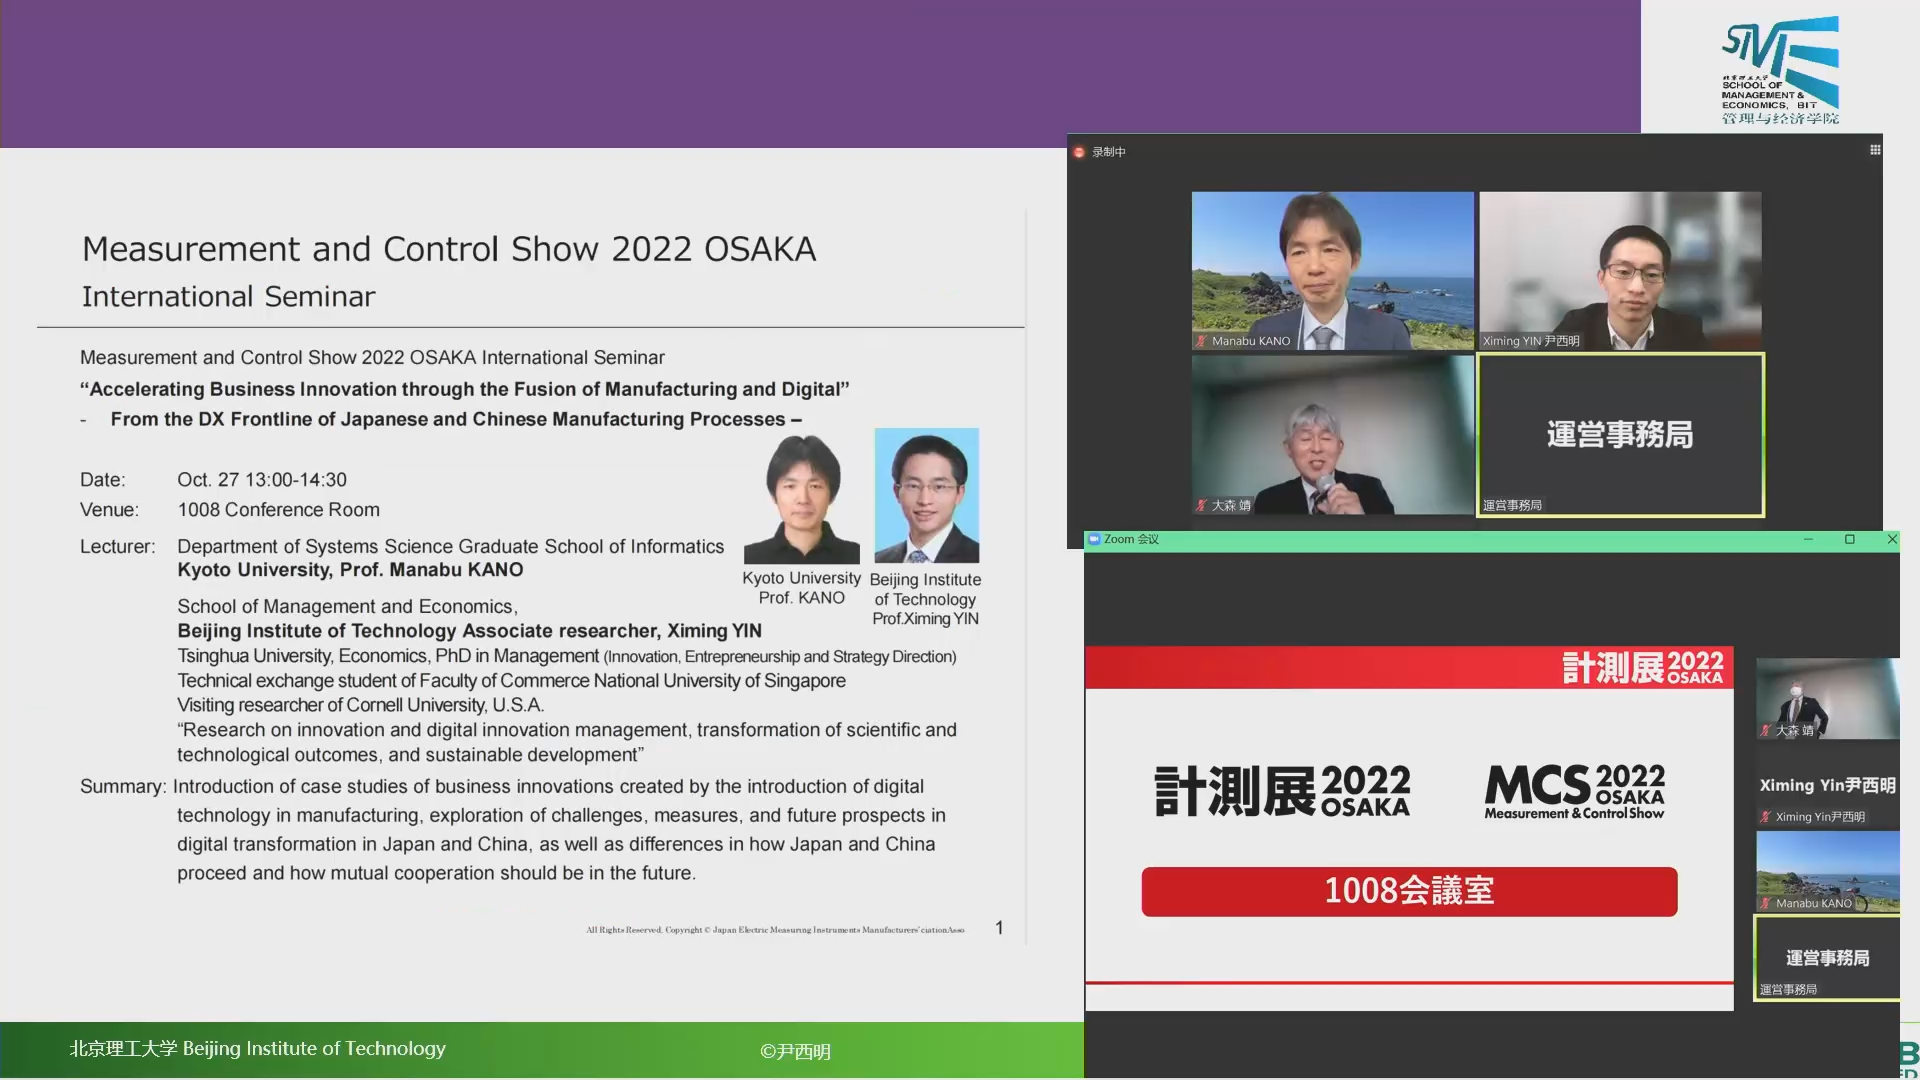 SME
北京理工大学
SCHOOL OF
MANAGEMENT &
ECONOMICS, BIT
管理与经济学院
Measurement and Control Show 2022 OSAKA
International Seminar
Measurement and Control Show 2022 OSAKA International Seminar
“Accelerating Business Innovation through the Fusion of Manufacturing and Digital”
- From the DX Frontline of Japanese and Chinese Manufacturing Processes –
Date: Oct. 27 13:00-14:30
Venue: 1008 Conference Room
Lecturer: Department of Systems Science Graduate School of Informatics
Kyoto University, Prof. Manabu KANO
School of Management and Economics,
Beijing Institute of Technology Associate researcher, Ximing YIN
Tsinghua University, Economics, PhD in Management (Innovation, Entrepreneurship and Strategy Direction)
Technical exchange student of Faculty of Commerce National University of Singapore
Visiting researcher of Cornell University, U.S.A.
“Research on innovation and digital innovation management, transformation of scientific and
technological outcomes, and sustainable development”
Summary: Introduction of case studies of business innovations created by the introduction of digital
technology in manufacturing, exploration of challenges, measures, and future prospects in
digital transformation in Japan and China, as well as differences in how Japan and China
proceed and how mutual cooperation should be in the future.
Kyoto University
Prof. KANO
Beijing Institute
of Technology
Prof.Ximing YIN
All Rights Reserved. Copyright © Japan Electric Measuring Instruments Manufacturers' ciationAsso
1
录制中
Manabu KANO
Ximing YIN 尹西明
大森 靖
運営事務局
運営事務局
Zoom 会议
計測展2022
OSAKA
計測展2022
OSAKA
MCS 2022
OSAKA
Measurement & Control Show
1008会議室
大森 靖
Ximing Yin尹西明
Ximing Yin尹西明
Manabu KANO
運営事務局
運営事務局
北京理工大学 Beijing Institute of Technology
©尹西明